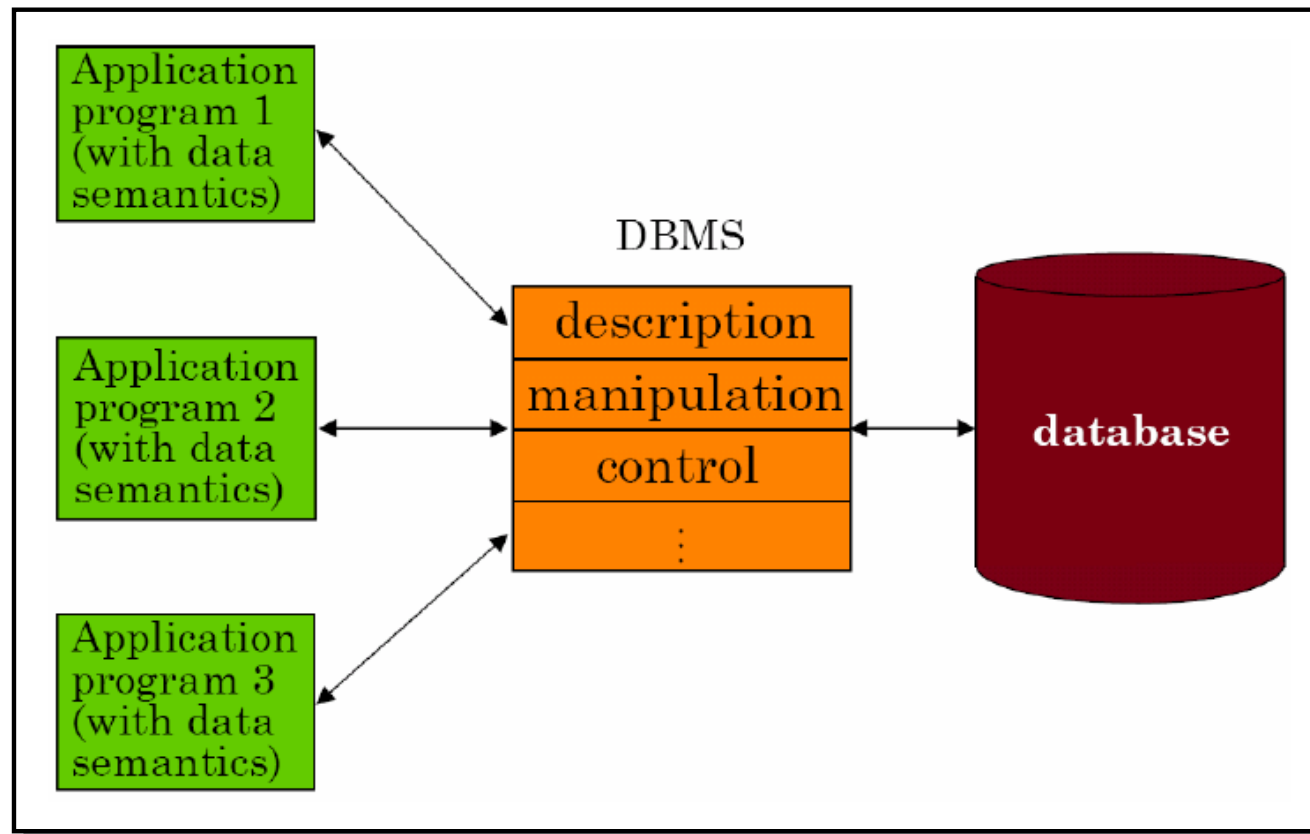 Application
program 1
(with data
semantics)
DBMS
description
manipulation
control
⋮
database
Application
program 2
(with data
semantics)
Application
program 3
(with data
semantics)